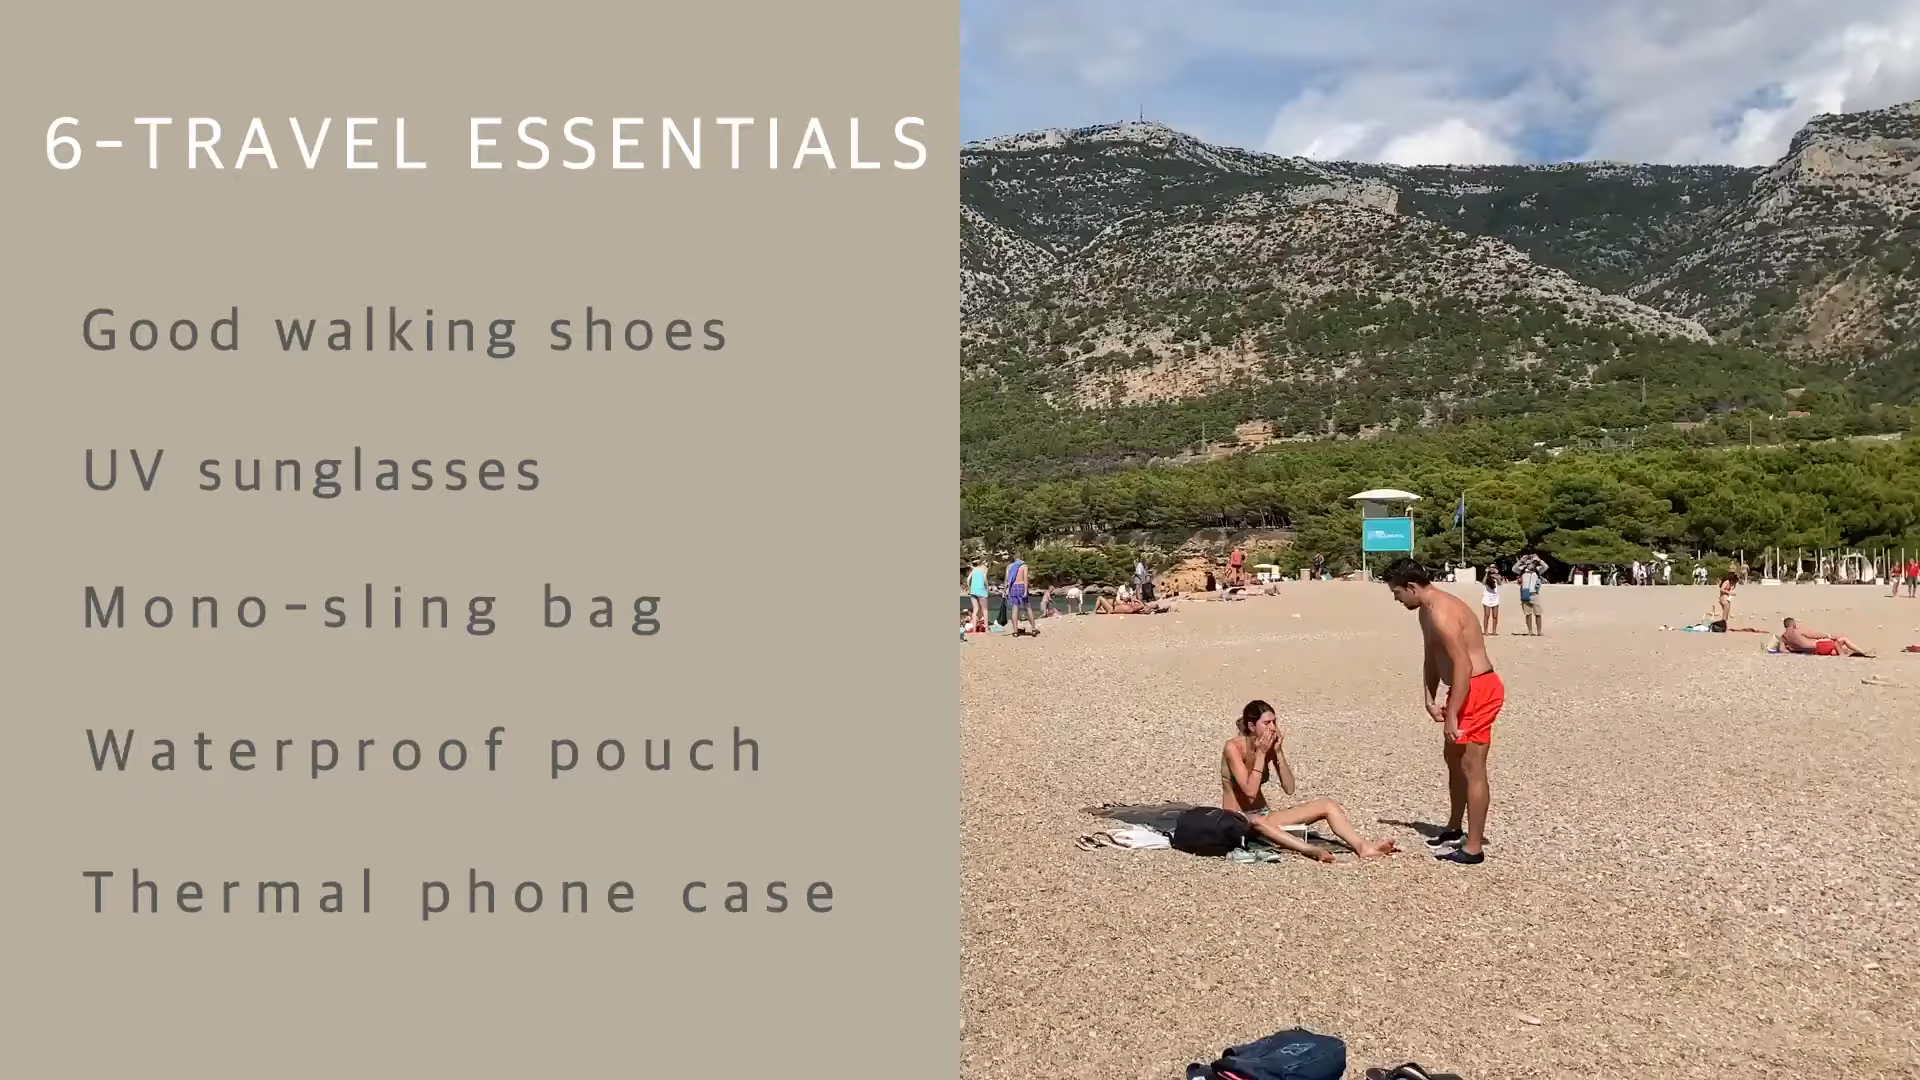 6-TRAVEL ESSENTIALS
Good walking shoes
UV sunglasses
Mono-sling bag
Waterproof pouch
Thermal phone case